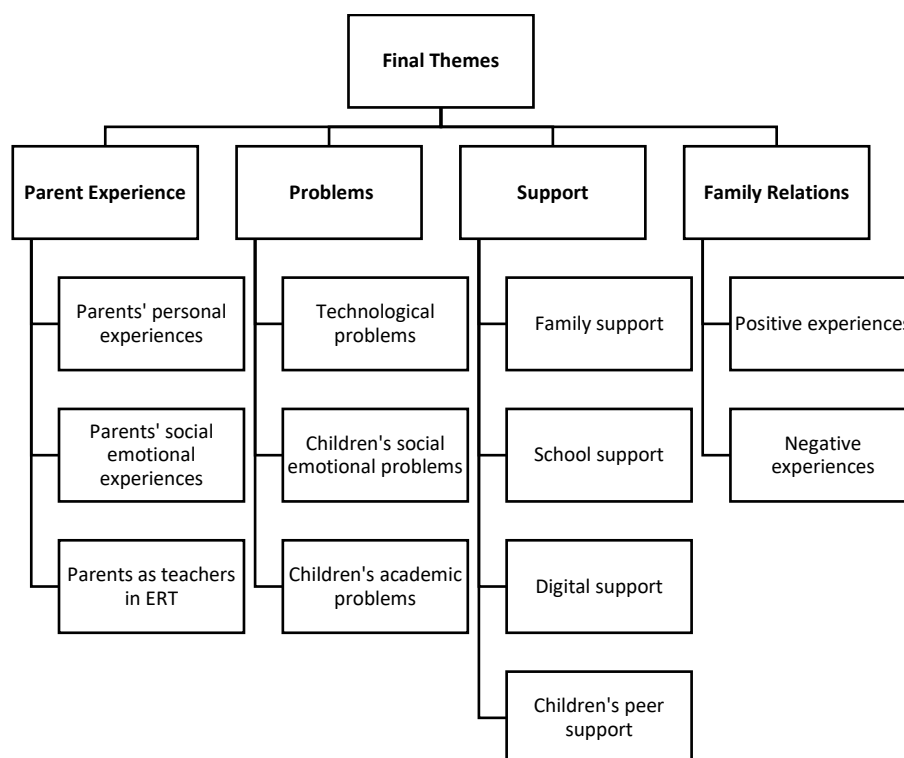 Final Themes
Parent Experience
Problems
Support
Family Relations
Parents' personal
experiences
Technological
problems
Family support
Positive experiences
Parents' social
emotional
experiences
Children's social
emotional problems
School support
Negative
experiences
Parents as teachers
in ERT
Children's academic
problems
Digital support
Children's peer
support